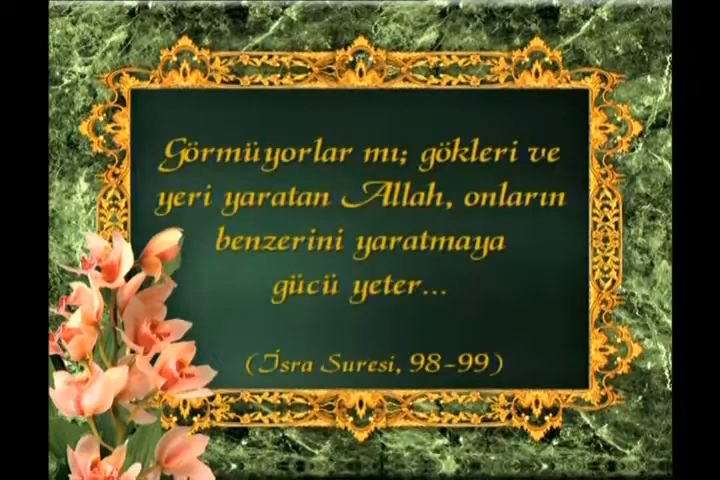 Görmüyorlar mı; gökleri ve
yeri yaratan Allah, onların
benzerini yaratmaya
gücü yeter...
(İsra Suresi, 98-99)